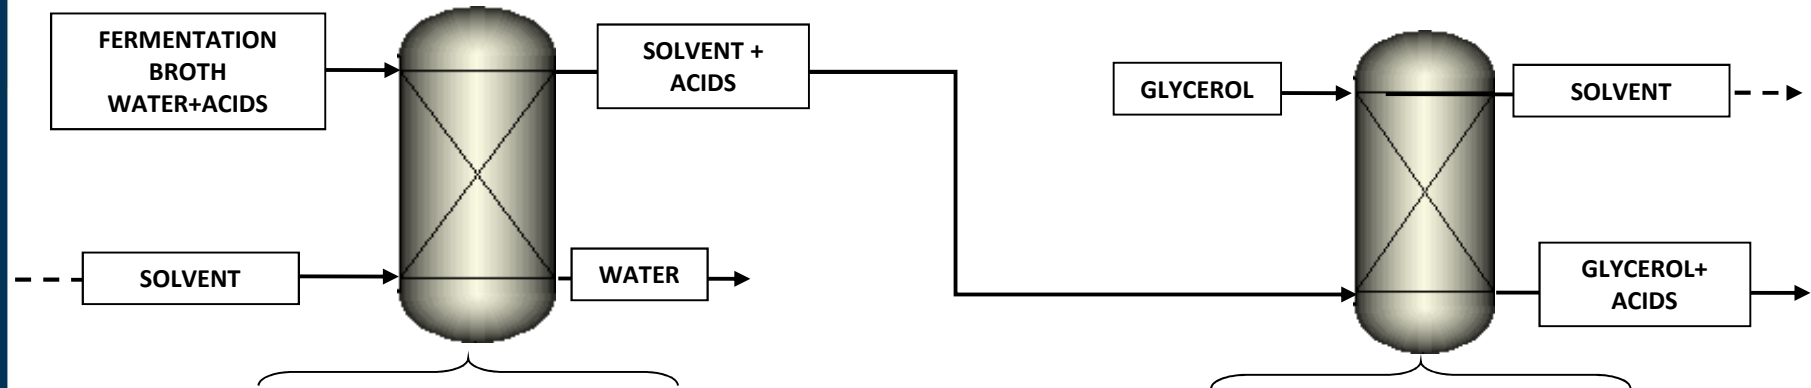 FERMENTATION
BROTH
WATER+ACIDS
SOLVENT +
ACIDS
SOLVENT
WATER
GLYCEROL
SOLVENT
GLYCEROL+
ACIDS